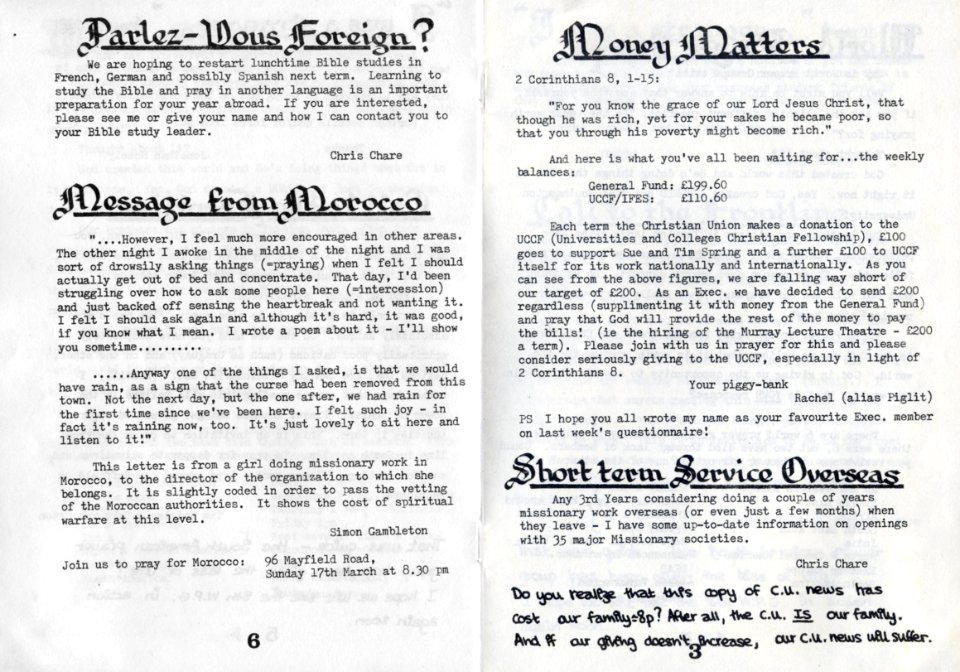 Parlez-Vous Foreign?
We are hoping to restart lunchtime Bible studies in
French, German and possibly Spanish next term. Learning to
study the Bible and pray in another language is an important
preparation for your year abroad. If you are interested,
please see me or give your name and how I can contact you to
your Bible study leader.
Chris Chare
Message from Morocco
"....However, I feel much more encouraged in other areas.
The other night I awoke in the middle of the night and I was
sort of drowsily asking things (=praying) when I felt I should
actually get out of bed and concentrate. That day, I'd been
struggling over how to ask some people here (=intercession)
and just backed off sensing the heartbreak and not wanting it.
I felt I should ask again and although it's hard, it was good,
if you know what I mean. I wrote a poem about it - I'll show
you sometime..........
......Anyway one of the things I asked, is that we would
have rain, as a sign that the curse had been removed from this
town. Not the next day, but the one after, we had rain for
the first time since we've been here. I felt such joy - in
fact it's raining now, too. It's just lovely to sit here and
listen to it!"
This letter is from a girl doing missionary work in
Morocco, to the director of the organization to which she
belongs. It is slightly coded in order to pass the vetting
of the Moroccan authorities. It shows the cost of spiritual
warfare at this level.
Simon Gambleton
Join us to pray for Morocco: 96 Mayfield Road,
Sunday 17th March at 8.30 pm
6
Money Matters
2 Corinthians 8, 1-15:
"For you know the grace of our Lord Jesus Christ, that
though he was rich, yet for your sakes he became poor, so
that you through his poverty might become rich."
And here is what you've all been waiting for...the weekly
balances:
General Fund: £199.60
UCCF/IFES: £110.60
Each term the Christian Union makes a donation to the
UCCF (Universities and Colleges Christian Fellowship), £100
goes to support Sue and Tim Spring and a further £100 to UCCF
itself for its work nationally and internationally. As you
can see from the above figures, we are falling way short of
our target of £200. As an Exec. we have decided to send £200
regardless (supplimenting it with money from the General Fund)
and pray that God will provide the rest of the money to pay
the bills! (ie the hiring of the Murray Lecture Theatre - £200
a term). Please join with us in prayer for this and please
consider seriously giving to the UCCF, especially in light of
2 Corinthians 8.
Your piggy-bank
Rachel (alias Piglit)
PS I hope you all wrote my name as your favourite Exec. member
on last week's questionnaire!
Short term Service Overseas
Any 3rd Years considering doing a couple of years
missionary work overseas (or even just a few months) when
they leave - I have some up-to-date information on openings
with 35 major Missionary societies.
Chris Chare
Do you realize that this copy of C.U. news has
cost our family=8p? After all, the C.U. IS our family.
And if our giving doesn't increase, our C.U. news will suffer.
3